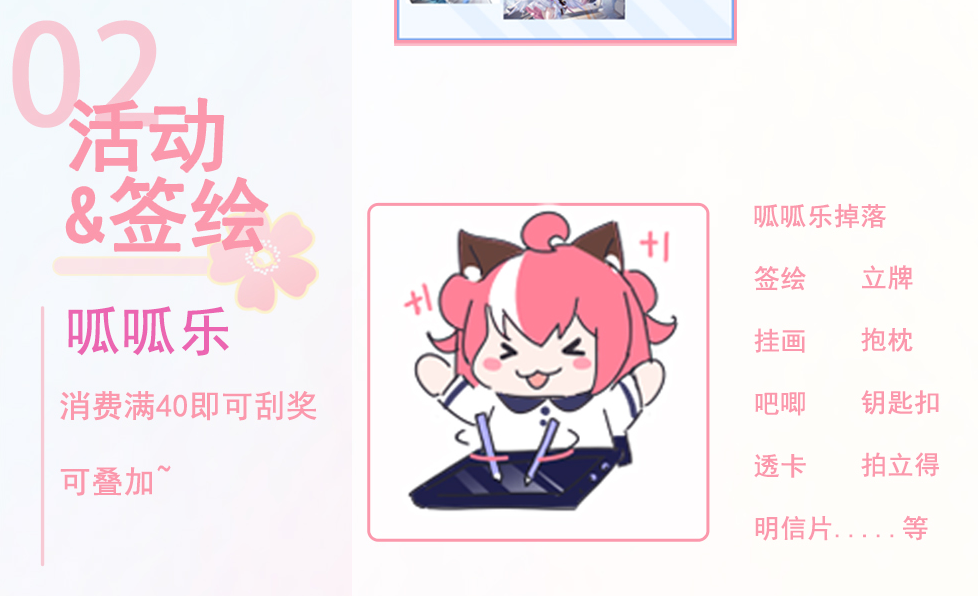 02
活动
&签绘
呱呱乐
消费满40即可刮奖
可叠加~
+1
+1
呱呱乐掉落
签绘 立牌
挂画 抱枕
吧唧 钥匙扣
透卡 拍立得
明信片.....等